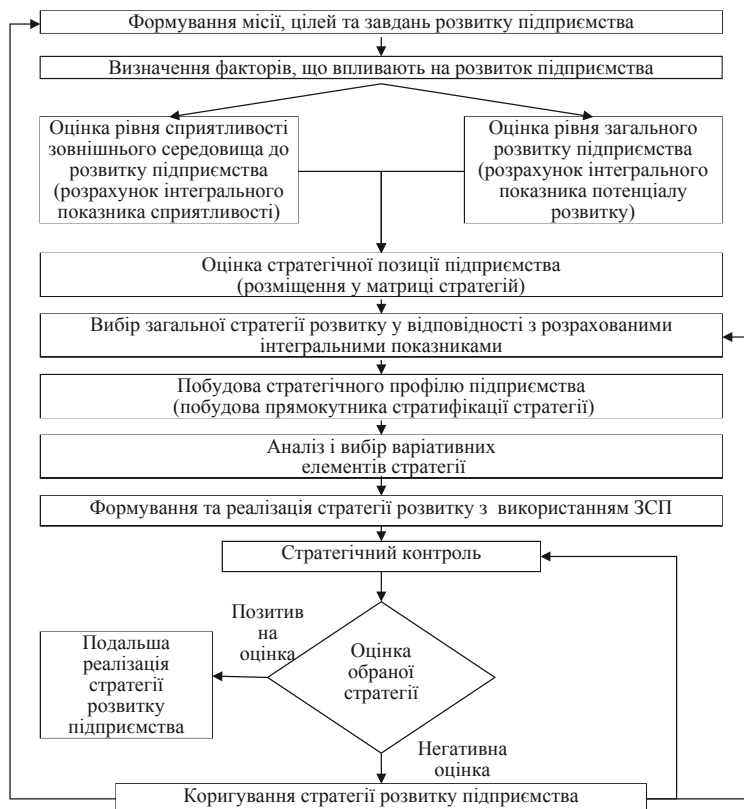 Формування місії, цілей та завдань розвитку підприємства
Визначення факторів, що впливають на розвиток підприємства
Оцінка рівня сприятливості
зовнішнього середовища до
розвитку підприємства
(розрахунок інтегрального
показника сприятливості)
Оцінка рівня загального
розвитку підприємства
(розрахунок інтегрального
показника потенціалу
розвитку)
Оцінка стратегічної позиції підприємства
(розміщення у матриці стратегій)
Вибір загальної стратегії розвитку у відповідності з розрахованими
інтегральними показниками
Побудова стратегічного профілю підприємства
(побудова прямокутника стратифікації стратегії)
Аналіз і вибір варіативних
елементів стратегії
Формування та реалізація стратегії розвитку з використанням ЗСП
Стратегічний контроль
Позитив
на
оцінка
Оцінка
обраної
стратегії
Подальша
реалізація
стратегії
розвитку
підприємства
Негативна
оцінка
Коригування стратегії розвитку підприємства